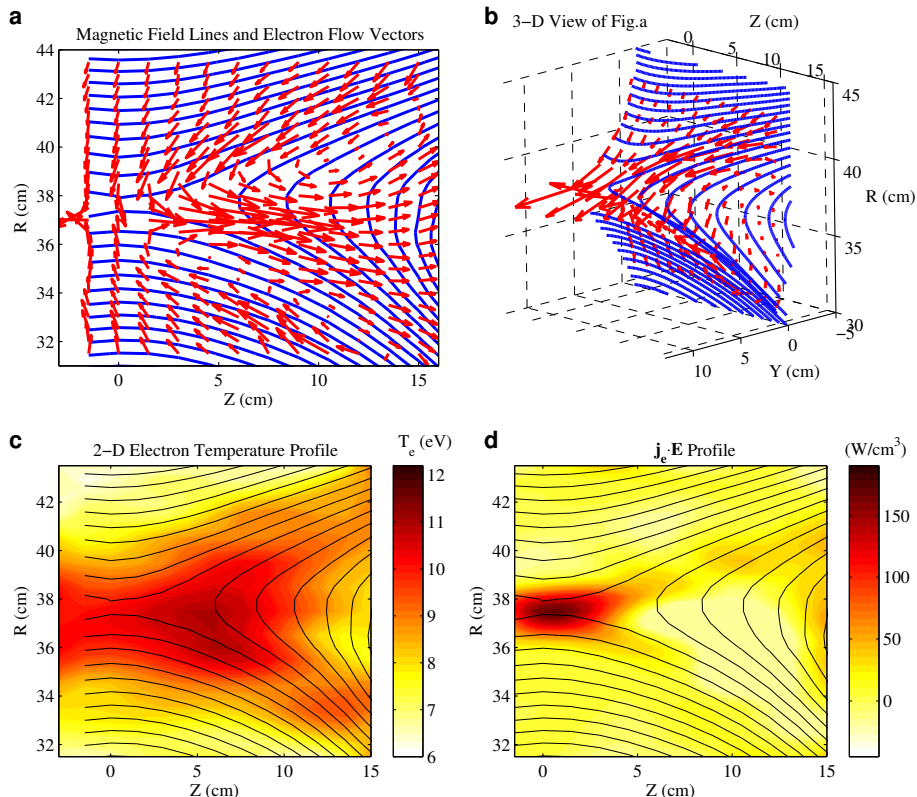 a
Magnetic Field Lines and Electron Flow Vectors
44
42
40
38
36
34
32
R (cm)
0
5
10
15
Z (cm)
b
3−D View of Fig.a
Z (cm)
0
5
10
15
45
40
35
30
R (cm)
−5
0
5
10
Y (cm)
c
2−D Electron Temperature Profile
T_e (eV)
42
40
38
36
34
32
R (cm)
0
5
10
15
Z (cm)
12
11
10
9
8
7
6
d
j_e·E Profile
(W/cm³)
42
40
38
36
34
32
R (cm)
0
5
10
15
Z (cm)
150
100
50
0